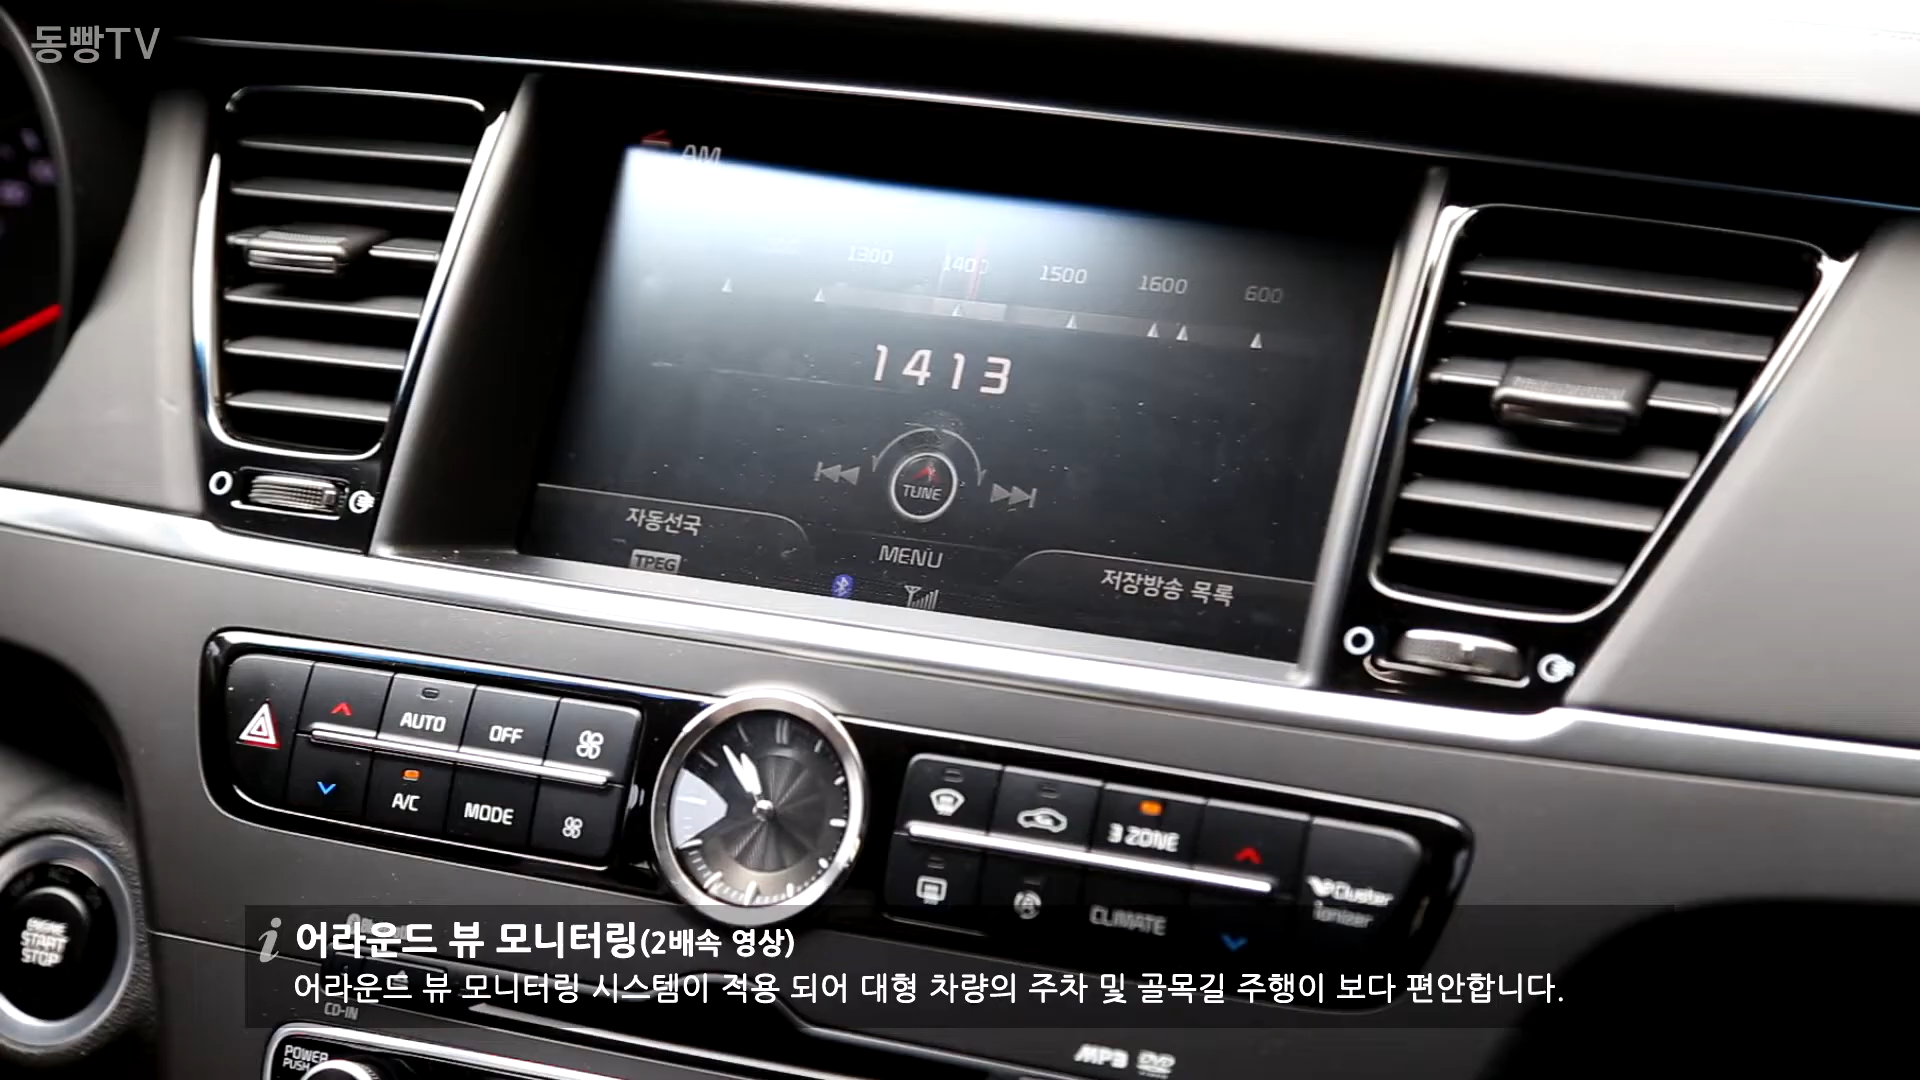 동빵TV
AM
1300 1400 1500 1600 600
1413
TUNE
자동선국
MENU
저장방송 목록
TPEG
AUTO
OFF
A/C
MODE
3 ZONE
CLIMATE
Cluster
ionizer
ENGINE
START
STOP
어라운드 뷰 모니터링(2배속 영상)
어라운드 뷰 모니터링 시스템이 적용 되어 대형 차량의 주차 및 골목길 주행이 보다 편안합니다.
CD-IN
POWER
PUSH
MP3 DVD